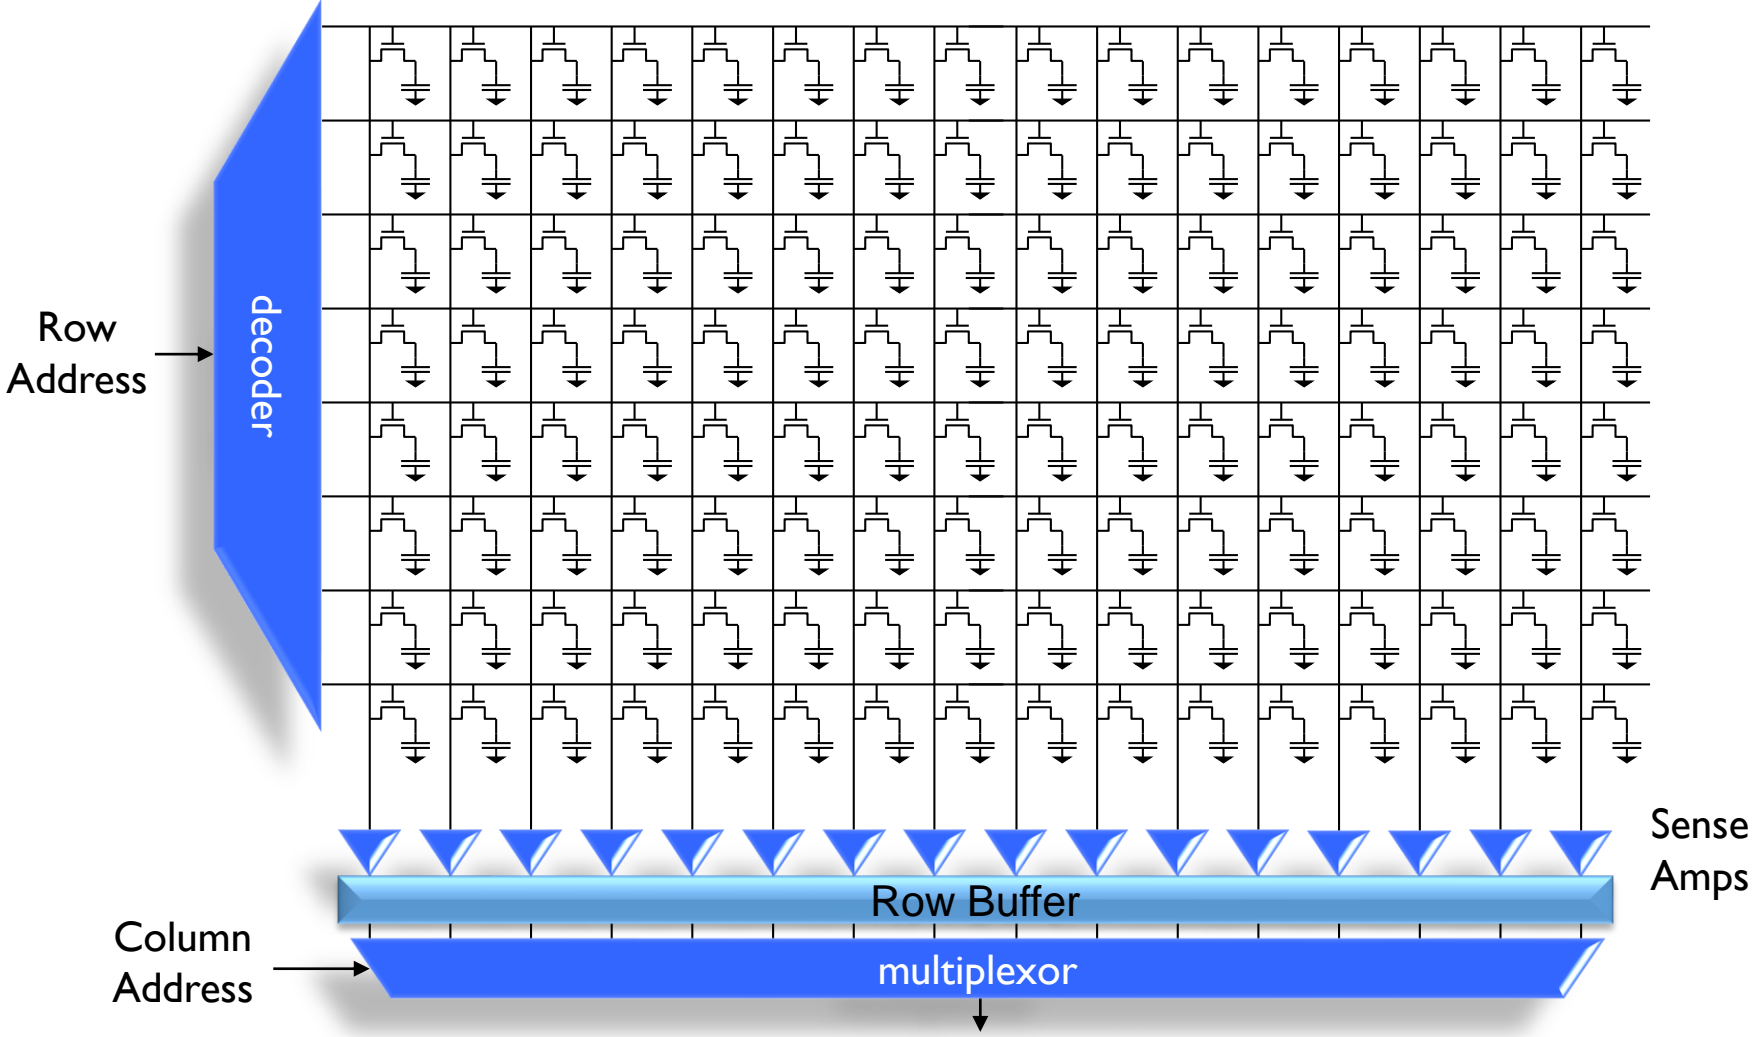 Row
Address
decoder
Sense
Amps
Row Buffer
Column
Address
multiplexor